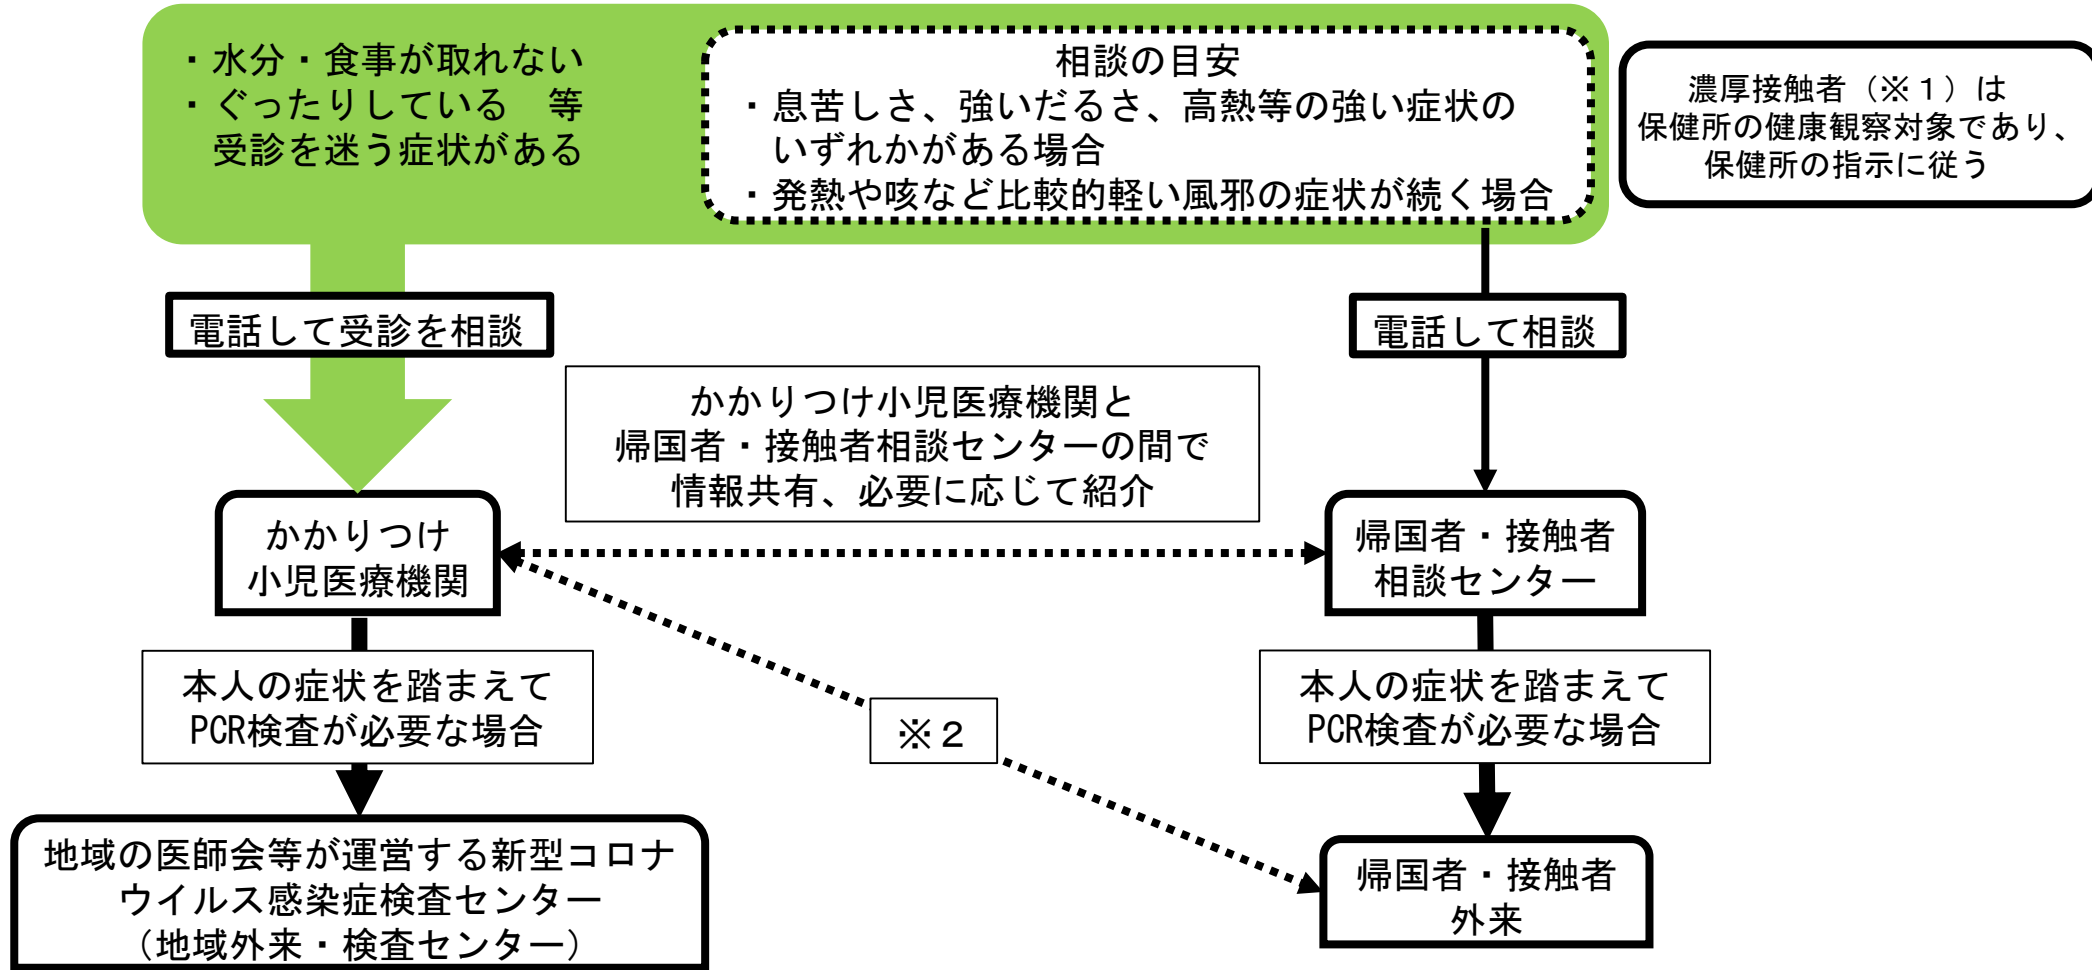 ・水分・食事が取れない
・ぐったりしている　等
受診を迷う症状がある
相談の目安
・息苦しさ、強いだるさ、高熱等の強い症状の
いずれかがある場合
・発熱や咳など比較的軽い風邪の症状が続く場合
濃厚接触者（※１）は
保健所の健康観察対象であり、
保健所の指示に従う
電話して受診を相談
電話して相談
かかりつけ小児医療機関と
帰国者・接触者相談センターの間で
情報共有、必要に応じて紹介
かかりつけ
小児医療機関
帰国者・接触者
相談センター
本人の症状を踏まえて
PCR検査が必要な場合
※２
本人の症状を踏まえて
PCR検査が必要な場合
地域の医師会等が運営する新型コロナ
ウイルス感染症検査センター
（地域外来・検査センター）
帰国者・接触者
外来